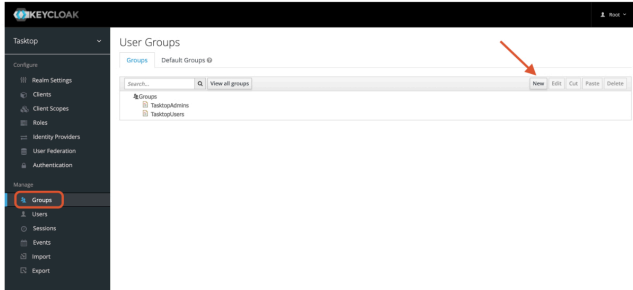 KEYCLOAK
Root
Tasktop
Configure
Realm Settings
Clients
Client Scopes
Roles
Identity Providers
User Federation
Authentication
Manage
Groups
Users
Sessions
Events
Import
Export
User Groups
Groups Default Groups
Search... View all groups New Edit Cut Paste Delete
Groups
TasktopAdmins
TasktopUsers